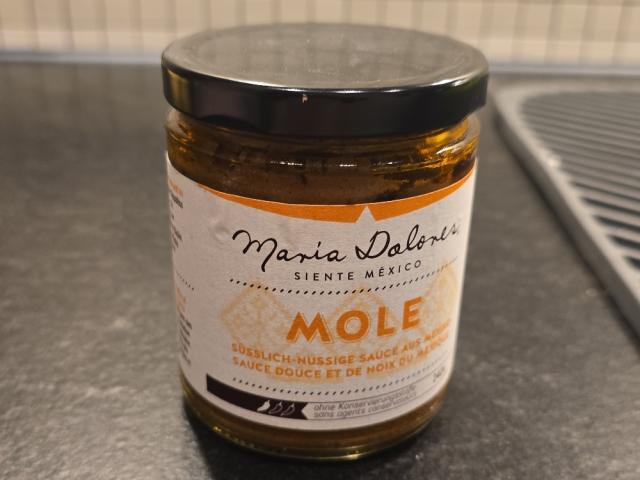 María Dolores
SIENTE MÉXICO
MOLE
SÜSSLICH-NUSSIGE SAUCE AUS MEXIKO
SAUCE DOUCE ET DE NOIX DU MEXIQUE
ohne Konservierungsstoffe
sans agents conservateurs